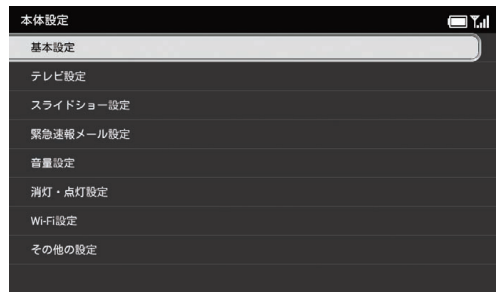 本体設定
基本設定
テレビ設定
スライドショー設定
緊急速報メール設定
音量設定
消灯・点灯設定
Wi-Fi設定
その他の設定